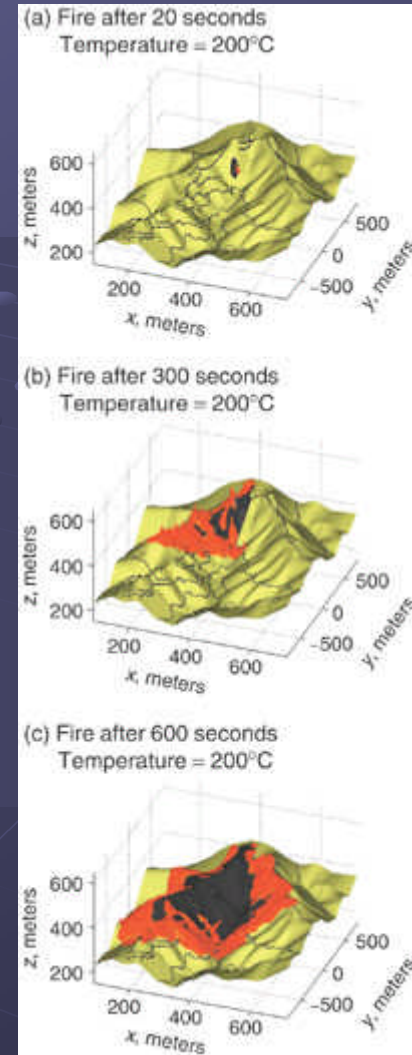 (a) Fire after 20 seconds
Temperature = 200°C
600
400
200
z, meters
200
400
600
x, meters
500
0
−500
y, meters
(b) Fire after 300 seconds
Temperature = 200°C
600
400
200
z, meters
200
400
600
x, meters
500
0
−500
y, meters
(c) Fire after 600 seconds
Temperature = 200°C
600
400
200
z, meters
200
400
600
x, meters
500
0
−500
y, meters